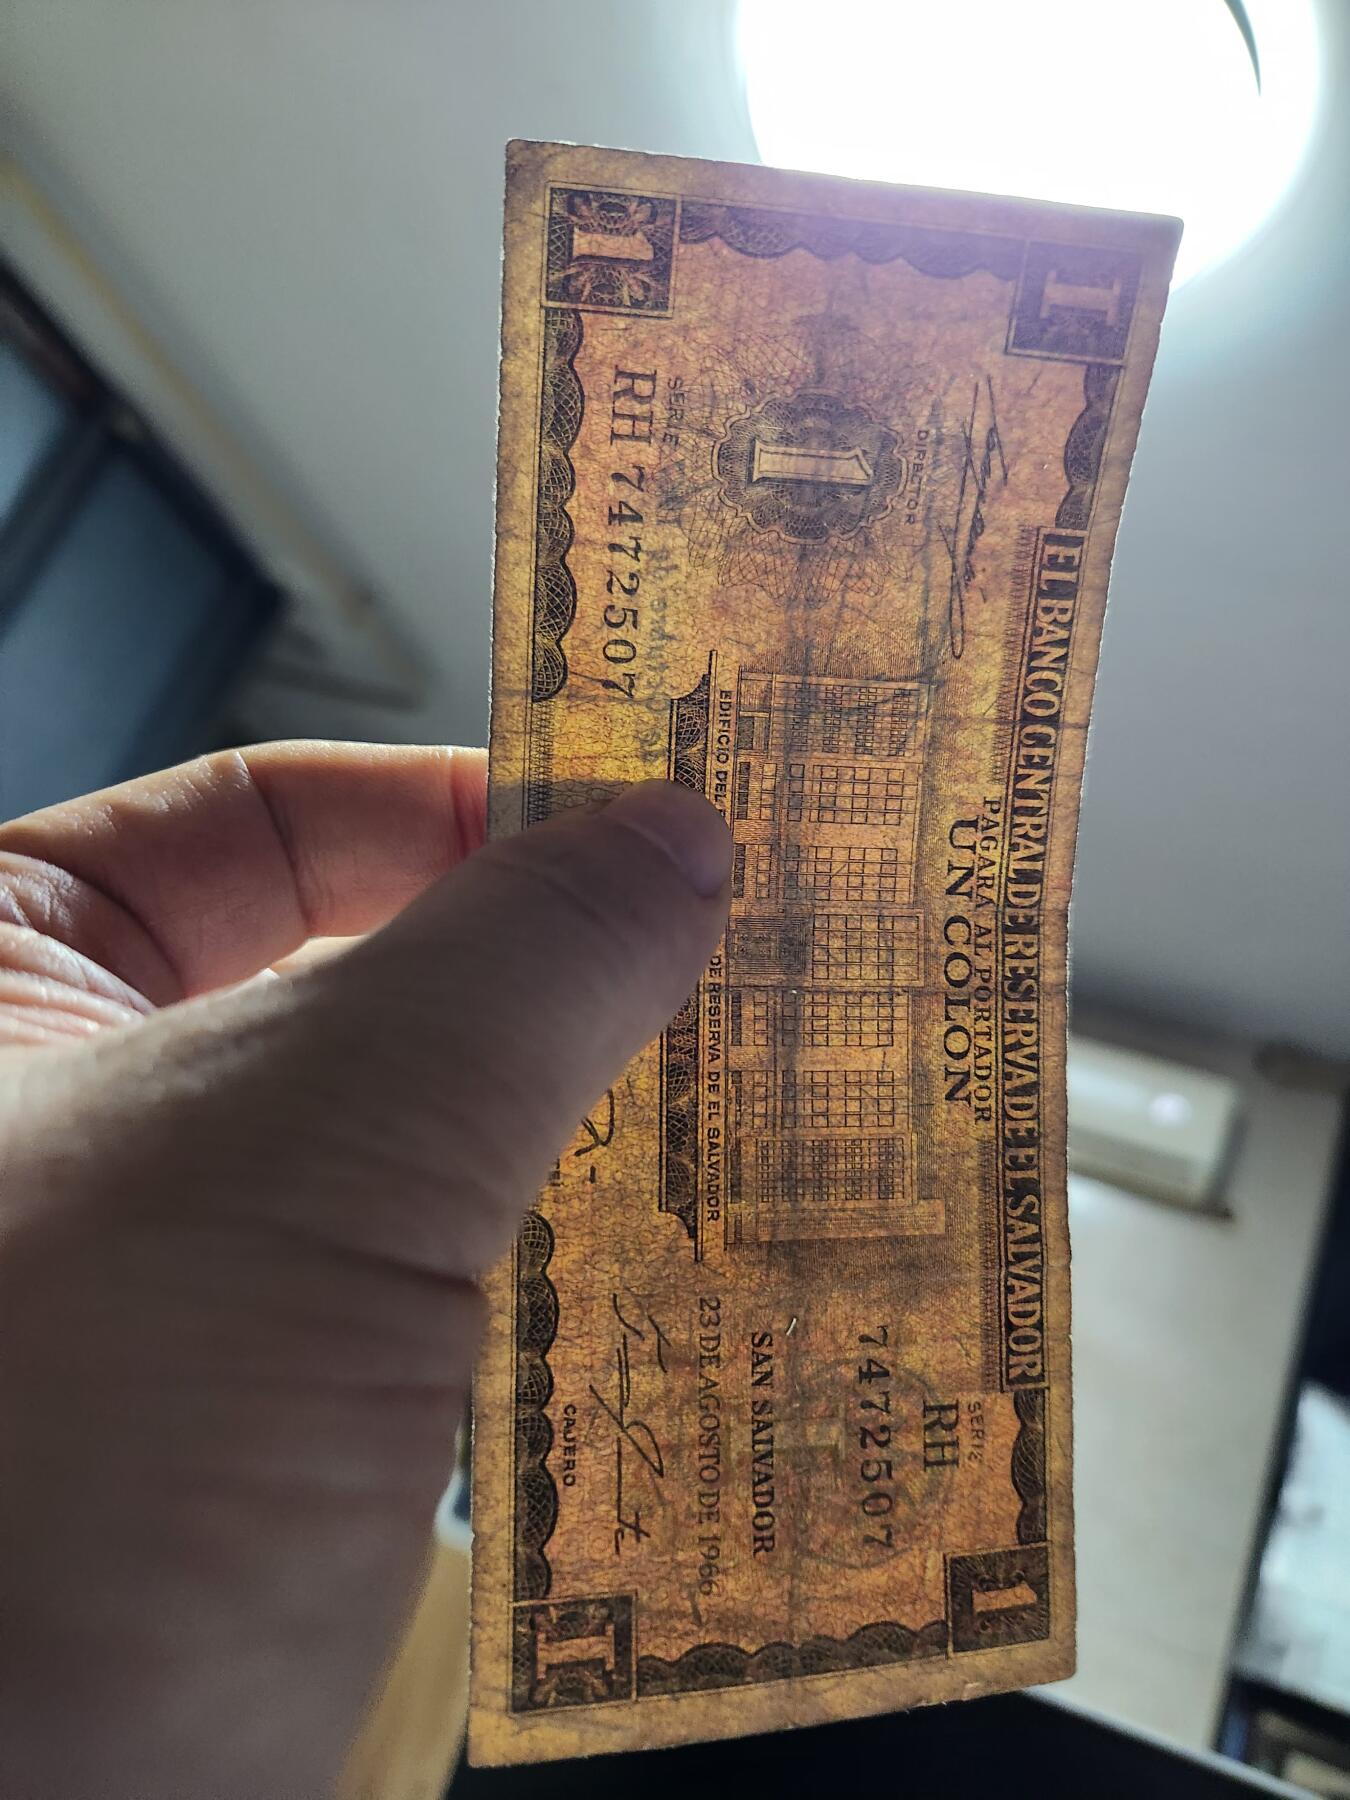 EL BANCO CENTRAL DE RESERVA DE EL SALVADOR
1
1
PAGARÁ AL PORTADOR
UN COLON
DIRECTOR
1
SERIE
RH 7472507
SERIE
RH
7472507
SAN SALVADOR
23 DE AGOSTO DE 1966
EDIFICIO DEL
DE RESERVA DE EL SALVADOR
CAJERO
1
1